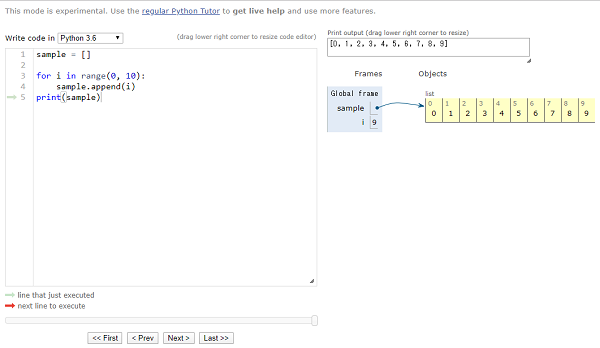 This mode is experimental. Use the regular Python Tutor to get live help and use more features.
Write code in Python 3.6
(drag lower right corner to resize code editor)
1 sample = []
2
3 for i in range(0, 10):
4     sample.append(i)
5 print(sample)
line that just executed
next line to execute
<< First < Prev Next > Last >>
Print output (drag lower right corner to resize)
[0, 1, 2, 3, 4, 5, 6, 7, 8, 9]
Frames Objects
Global frame
sample
i 9
list
0 1 2 3 4 5 6 7 8 9
0 1 2 3 4 5 6 7 8 9